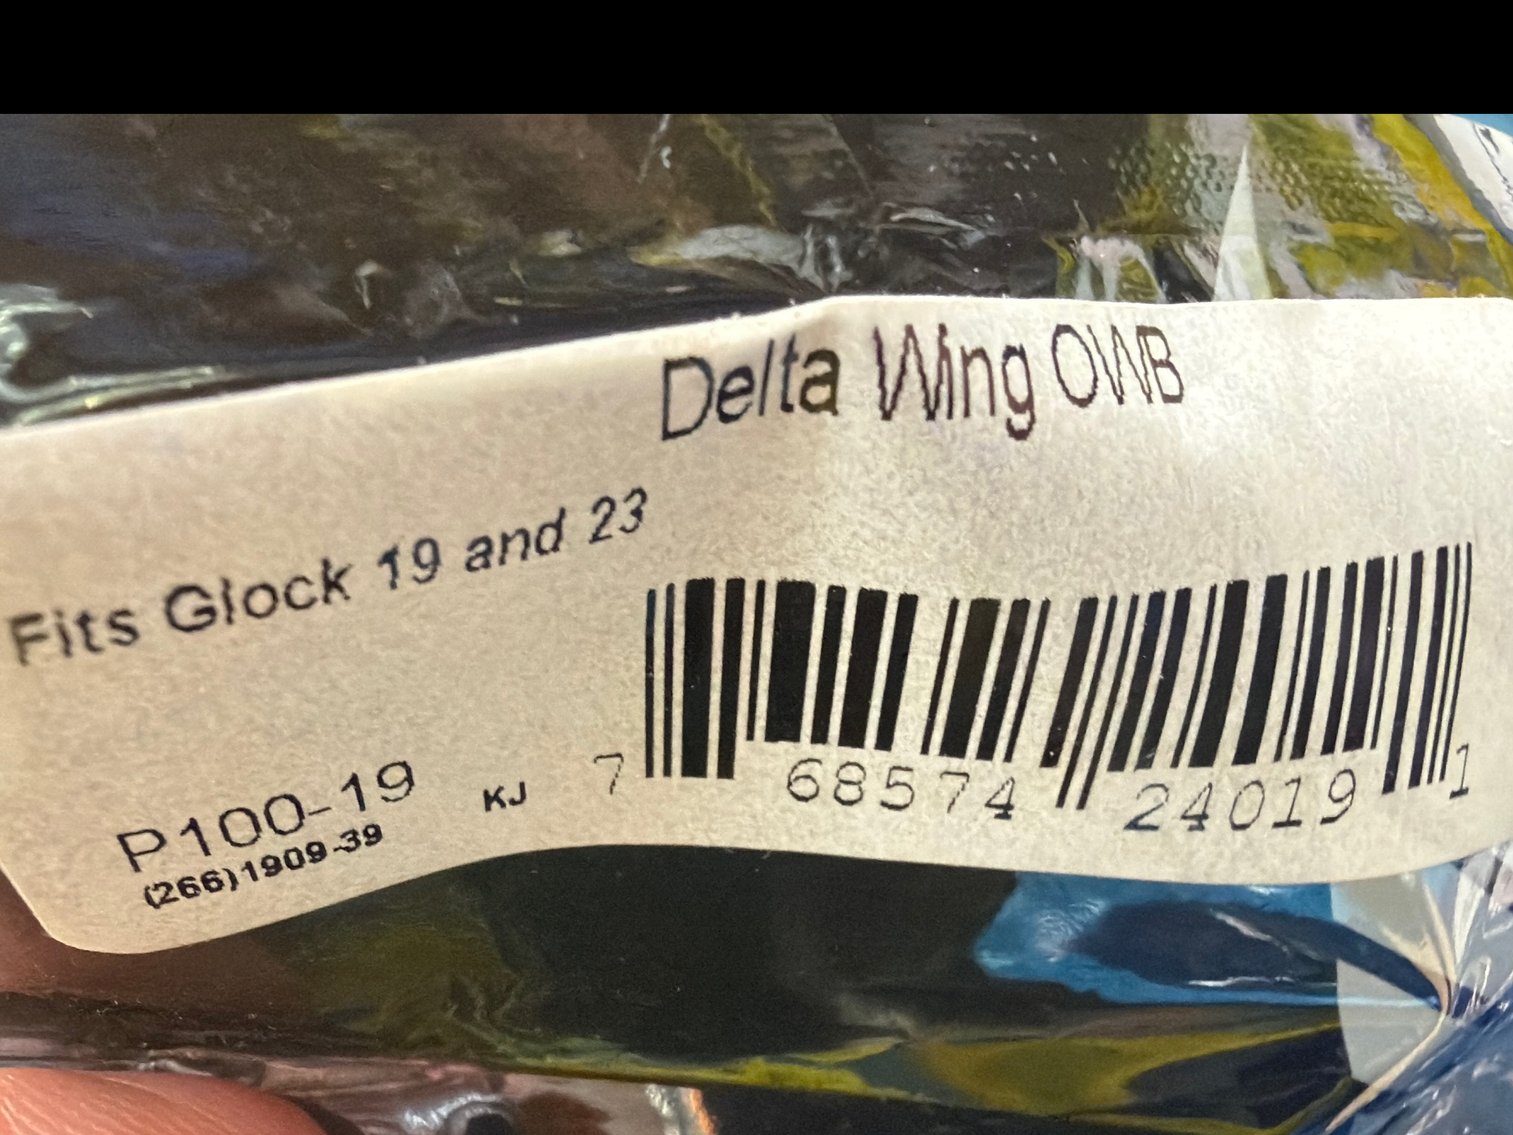 Delta Wing OWB
Fits Glock 19 and 23
P100-19
(266)1909-39
KJ
7 68574 24019 1